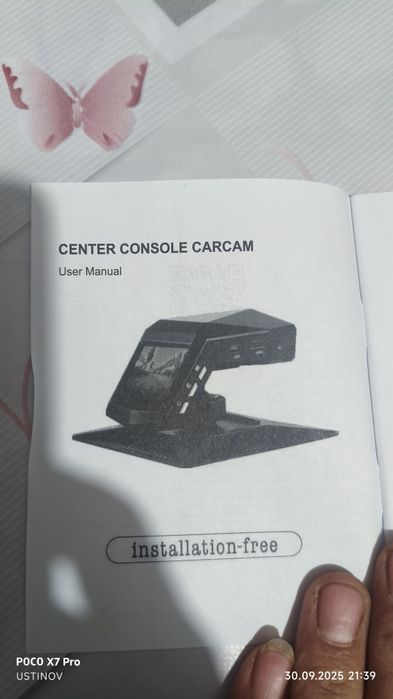 CENTER CONSOLE CARCAM
User Manual
installation-free
POCO X7 Pro
USTINOV
30.09.2025 21:39